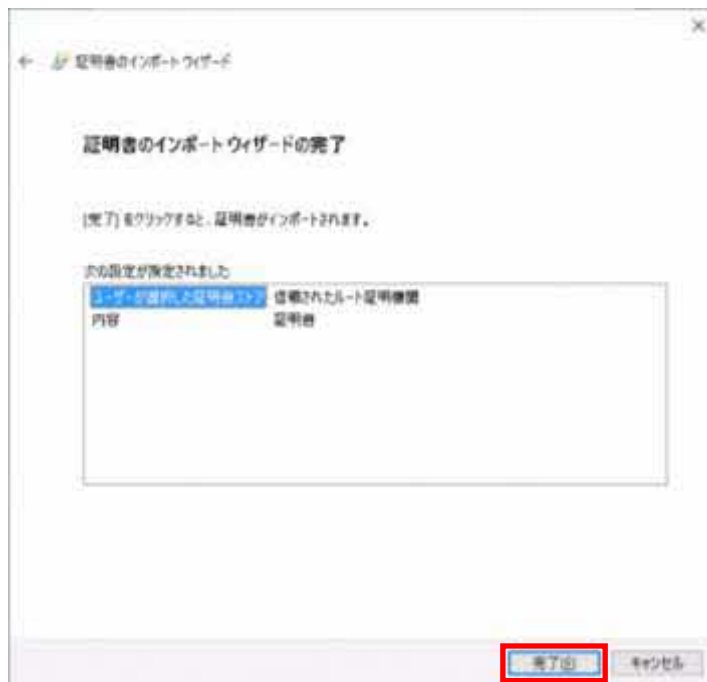 証明書のインポート ウィザード
証明書のインポート ウィザードの完了
[完了] をクリックすると、証明書がインポートされます。
次の設定が指定されました
ユーザーが選択した証明書ストア 信頼されたルート証明機関
内容 証明書
完了(F) キャンセル